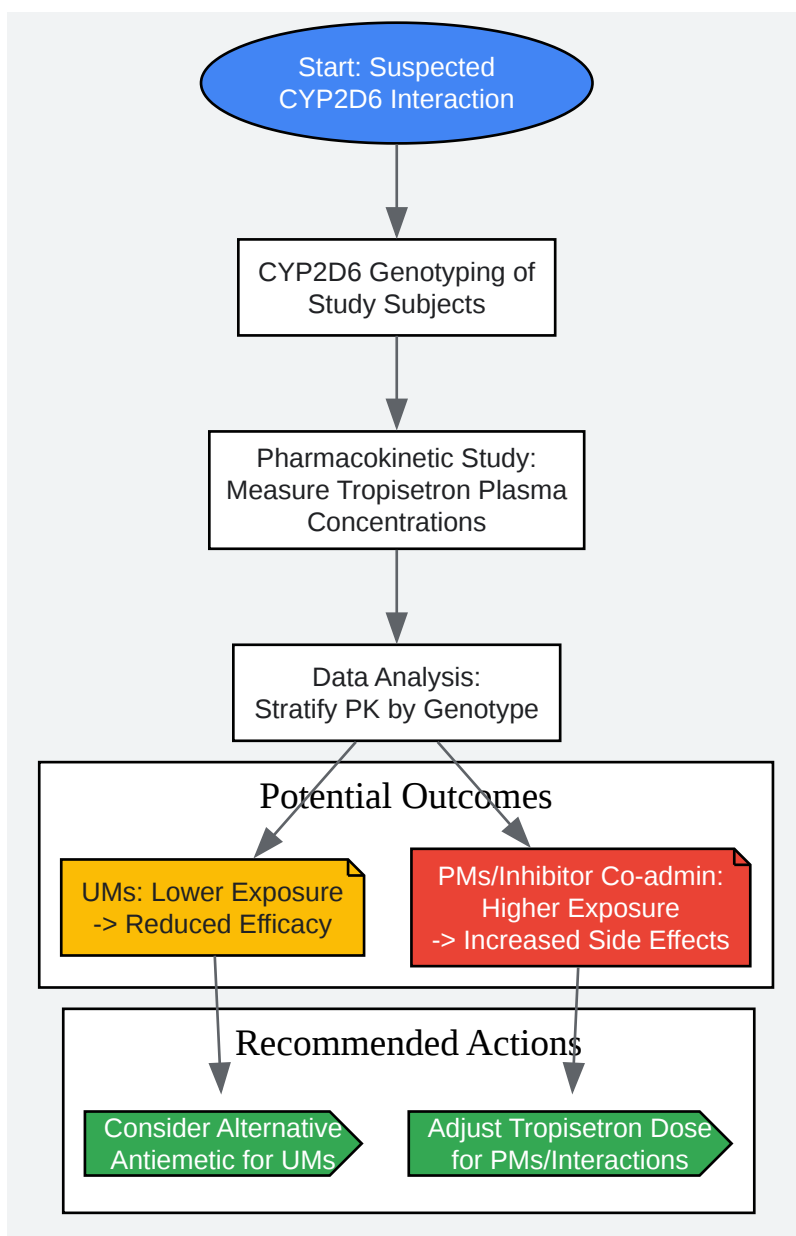 Start: Suspected
CYP2D6 Interaction
CYP2D6 Genotyping of
Study Subjects
Pharmacokinetic Study:
Measure Tropisetron Plasma
Concentrations
Data Analysis:
Stratify PK by Genotype
Potential Outcomes
UMs: Lower Exposure
-> Reduced Efficacy
PMs/Inhibitor Co-admin:
Higher Exposure
-> Increased Side Effects
Recommended Actions
Consider Alternative
Antiemetic for UMs
Adjust Tropisetron Dose
for PMs/Interactions